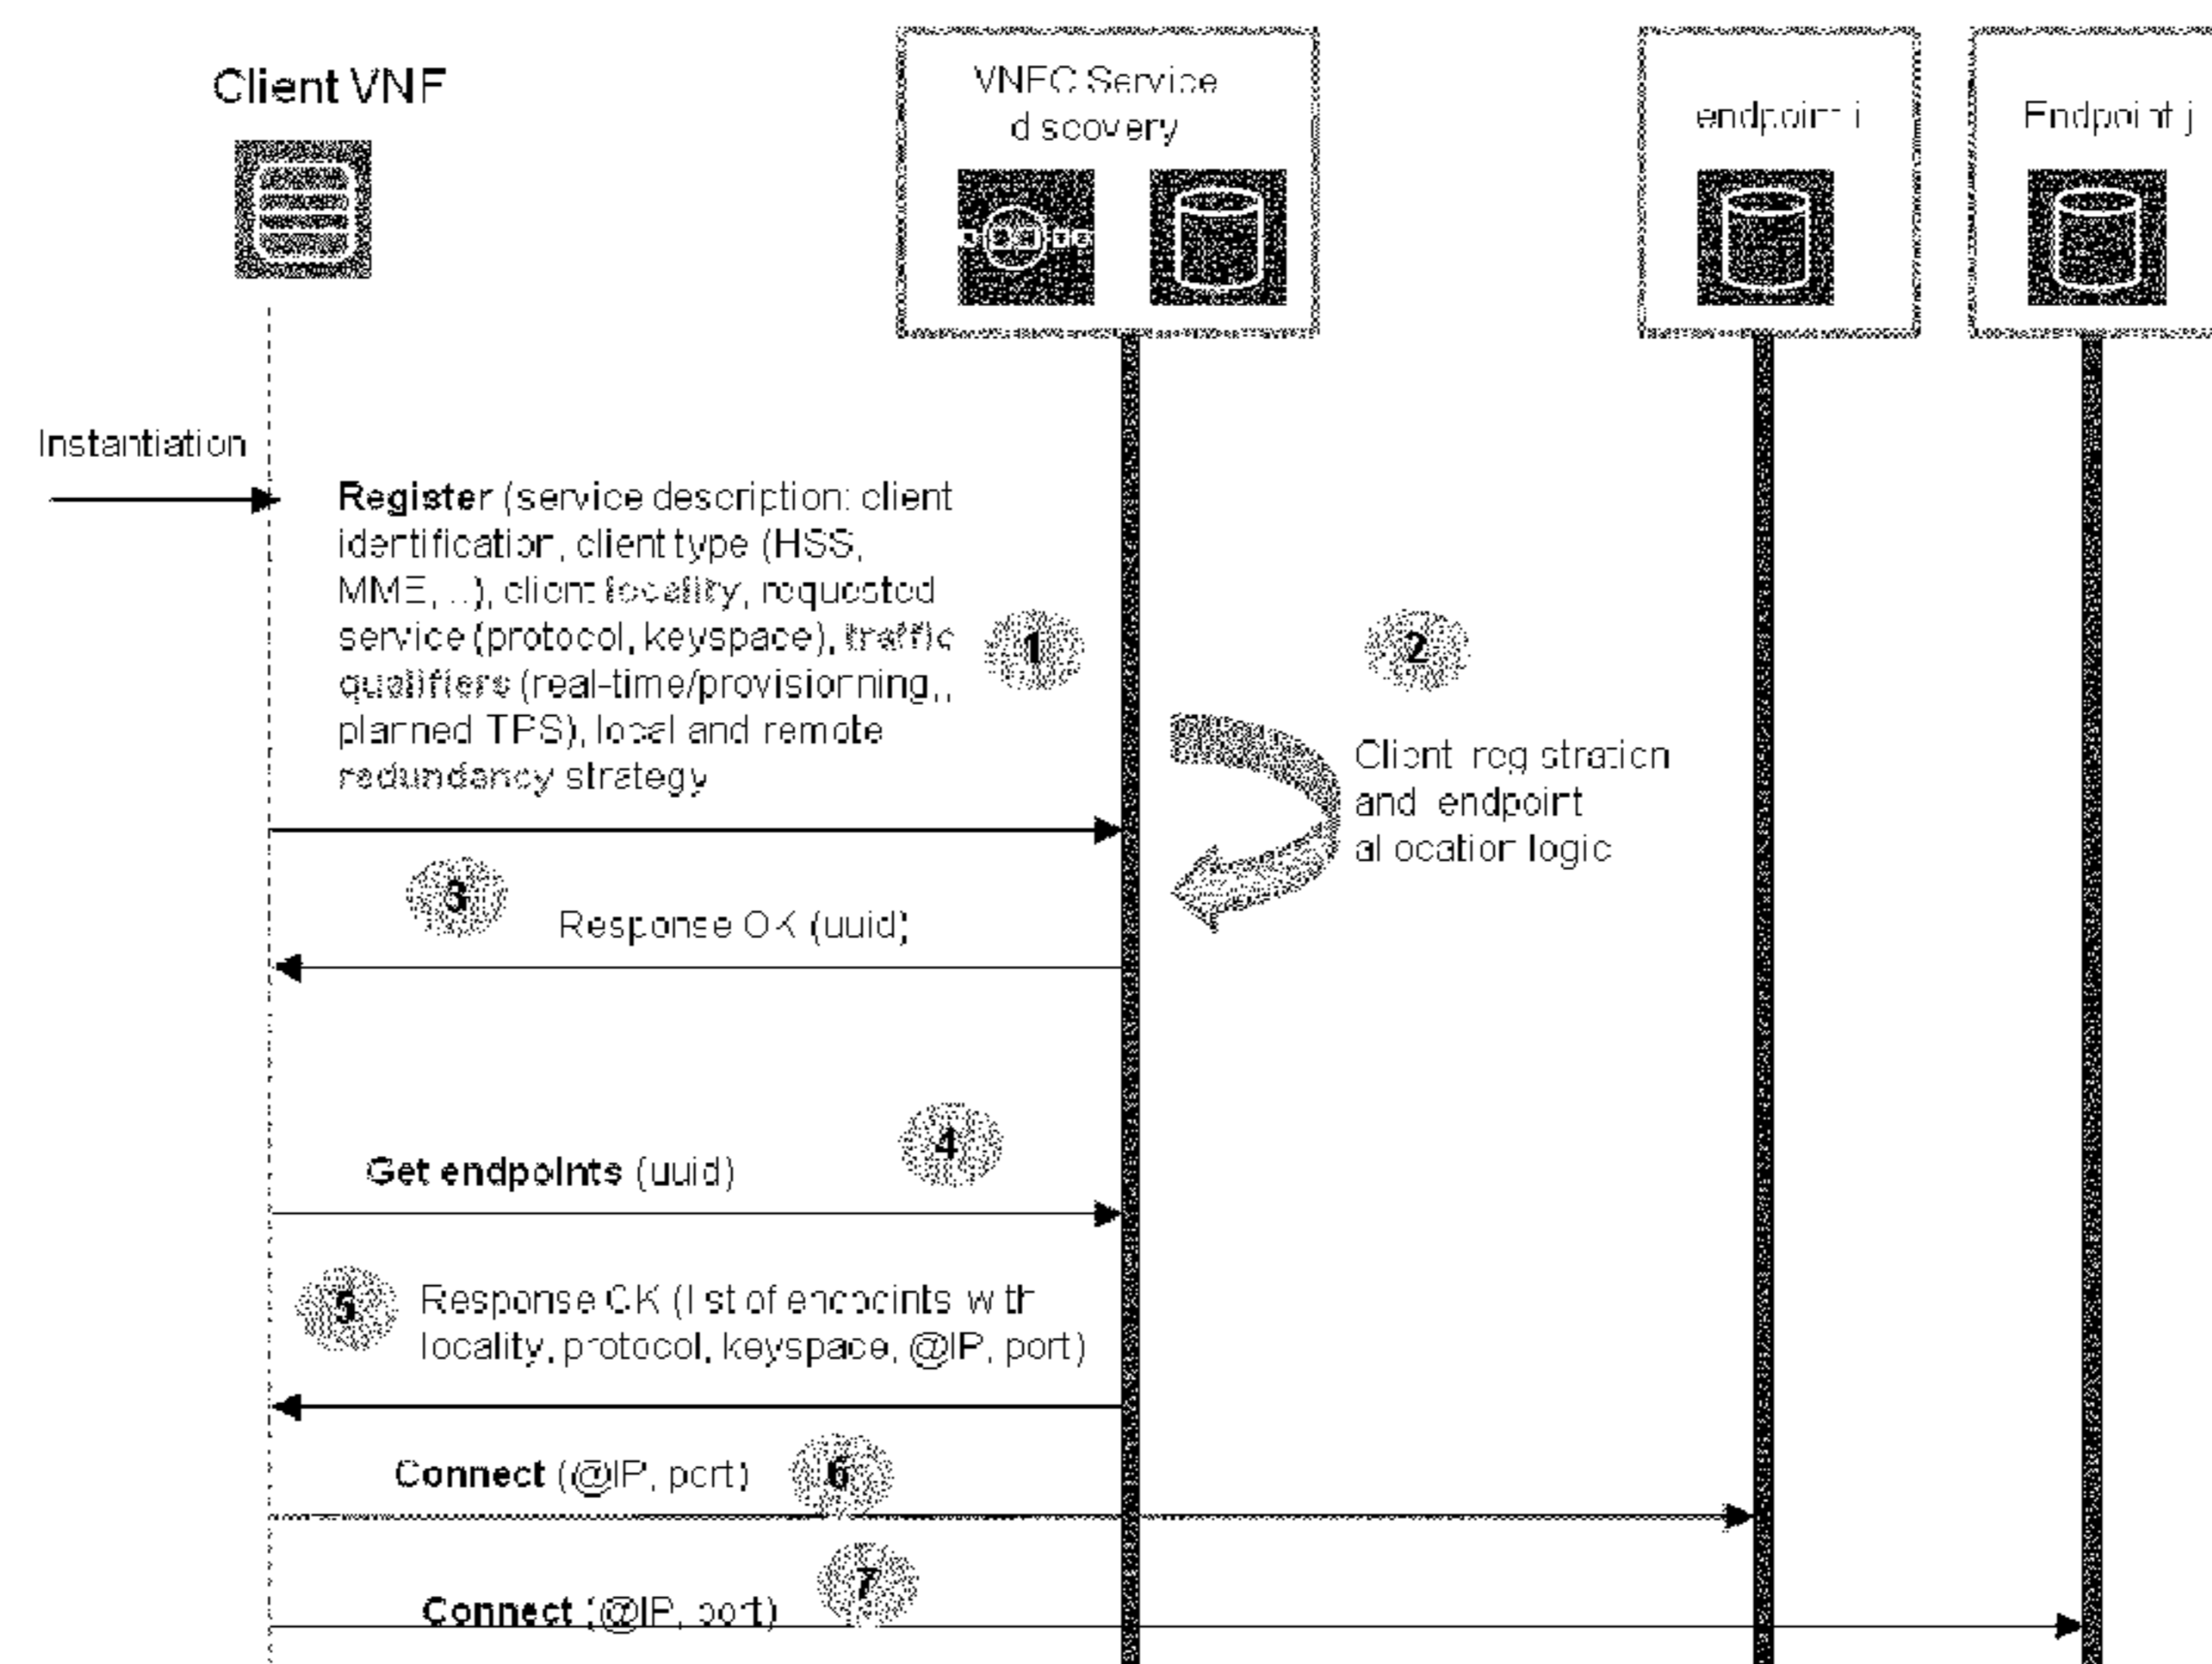 Client VNF
VNFC Service
discovery
endpoint i
Endpoint j
Instantiation
Register (service description: client
identification, client type (HSS,
MME, ..), client locality, requested
service (protocol, keyspace), traffic
qualifiers (real-time/provisionning,,
planned TPS), local and remote
redundancy strategy
1
2
Client registration
and endpoint
allocation logic
3
Response OK (uuid)
4
Get endpoints (uuid)
5
Response OK (list of endpoints with
locality, protocol, keyspace, @IP, port)
Connect (@IP, port)
6
7
Connect (@IP, port)